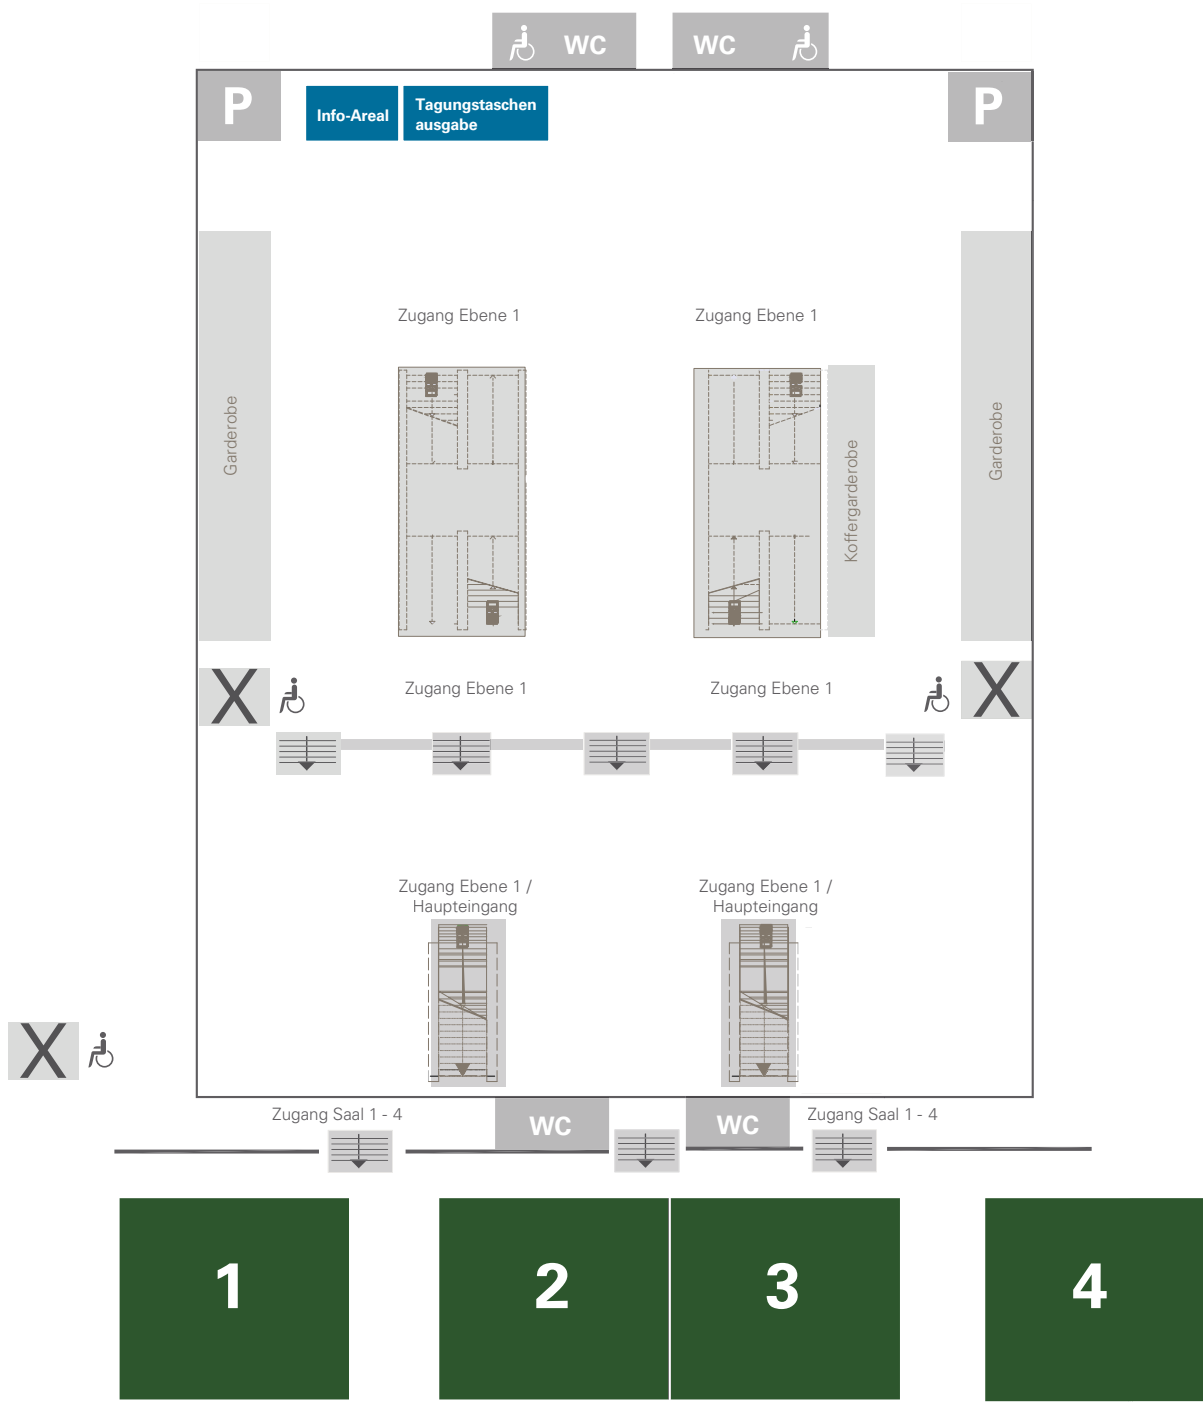 WC
WC
P
Info-Areal
Tagungstaschen
ausgabe
P
Zugang Ebene 1
Zugang Ebene 1
Garderobe
Koffergarderobe
Garderobe
X
Zugang Ebene 1
Zugang Ebene 1
X
Zugang Ebene 1 /
Haupteingang
Zugang Ebene 1 /
Haupteingang
X
Zugang Saal 1 - 4
WC
WC
Zugang Saal 1 - 4
1
2
3
4